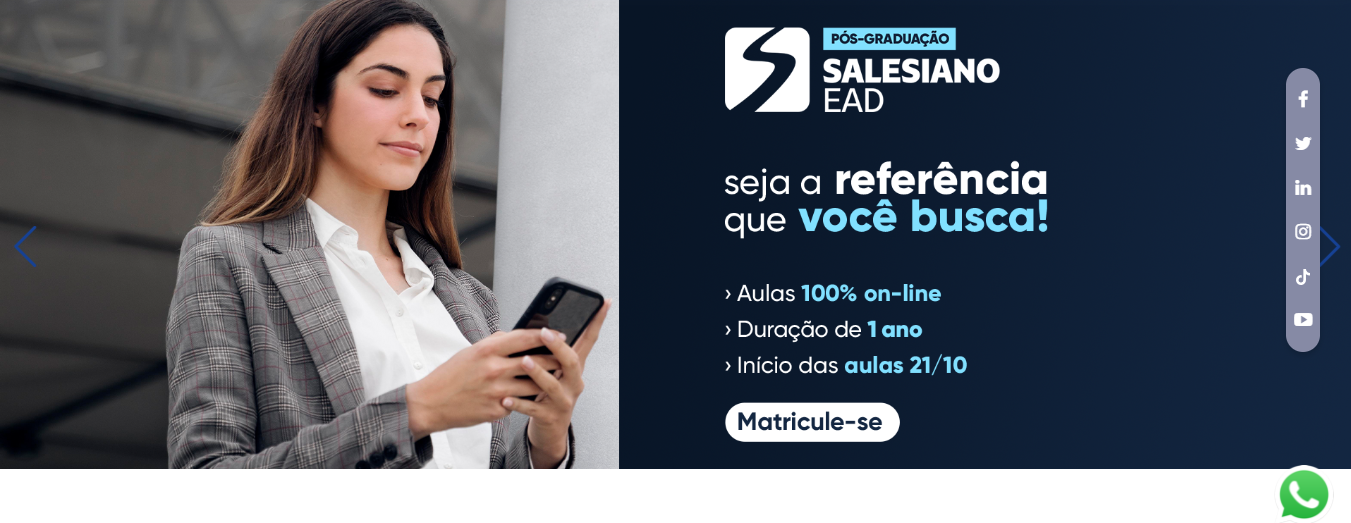 PÓS-GRADUAÇÃO
SALESIANO
EAD
seja a referência
que você busca!
› Aulas 100% on-line
› Duração de 1 ano
› Início das aulas 21/10
Matricule-se